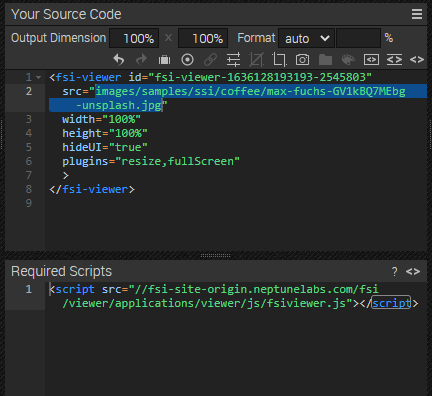 Your Source Code
Output Dimension 100% x 100% Format auto %
1 <fsi-viewer id="fsi-viewer-1636128193193-2545803"
2 src="images/samples/ssi/coffee/max-fuchs-GV1kBQ7MEbg
-unsplash.jpg"
3 width="100%"
4 height="100%"
5 hideUI="true"
6 plugins="resize,fullScreen"
7 >
8 </fsi-viewer>
9
Required Scripts ? <>
1 <script src="//fsi-site-origin.neptunelabs.com/fsi
/viewer/applications/viewer/js/fsiviewer.js"></script>